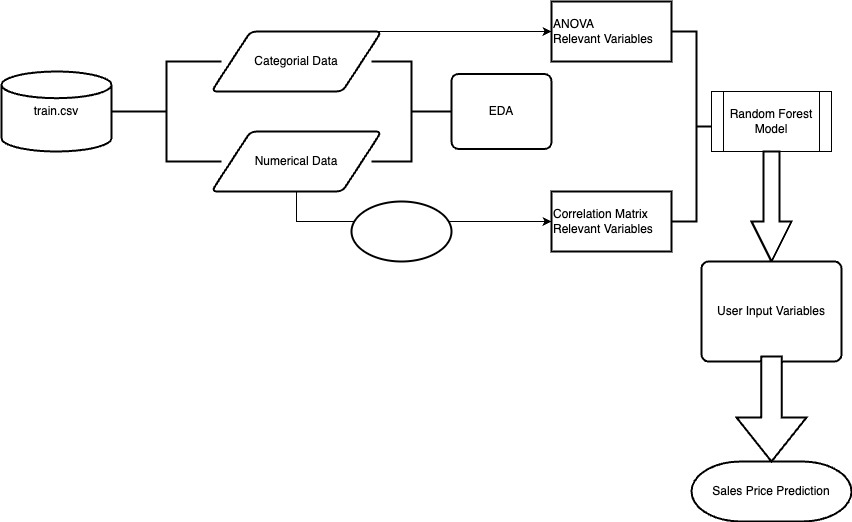 train.csv
Categorial Data
Numerical Data
EDA
ANOVA
Relevant Variables
Correlation Matrix
Relevant Variables
Random Forest
Model
User Input Variables
Sales Price Prediction